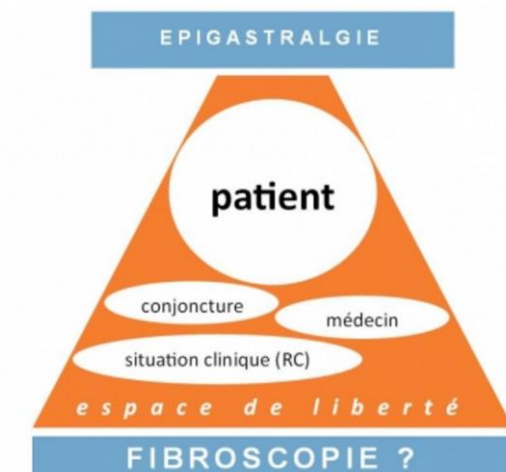 EPIGASTRALGIE
patient
conjoncture
médecin
situation clinique (RC)
espace de liberté
FIBROSCOPIE ?